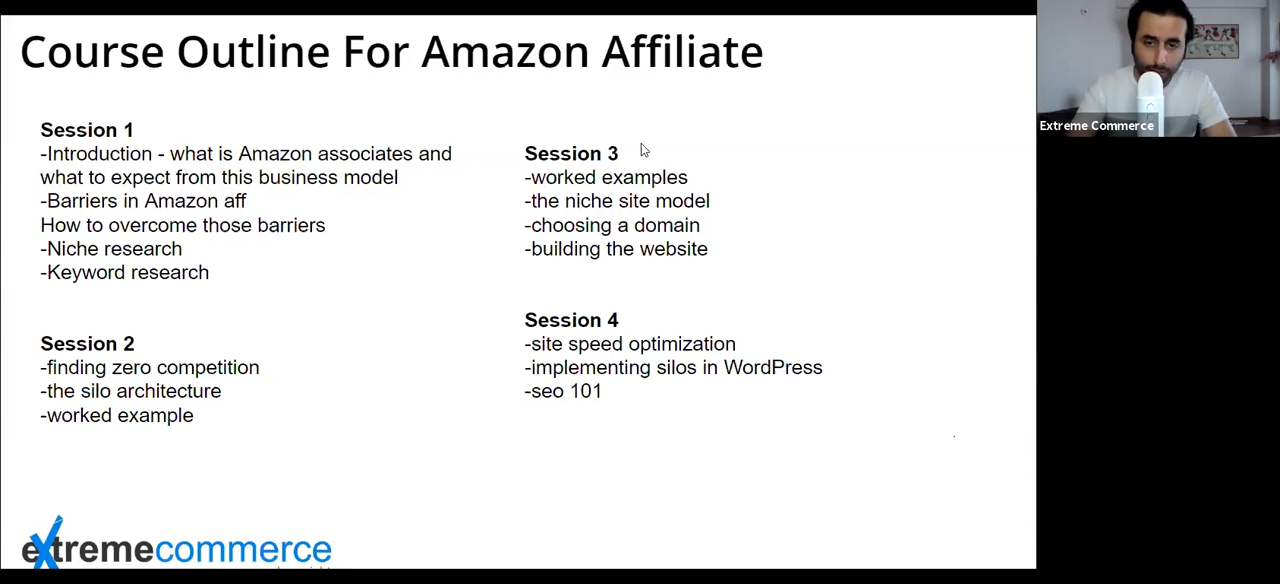 Course Outline For Amazon Affiliate
Session 1
-Introduction - what is Amazon associates and
what to expect from this business model
-Barriers in Amazon aff
How to overcome those barriers
-Niche research
-Keyword research
Session 2
-finding zero competition
-the silo architecture
-worked example
Session 3
-worked examples
-the niche site model
-choosing a domain
-building the website
Session 4
-site speed optimization
-implementing silos in WordPress
-seo 101
extremecommerce
Extreme Commerce